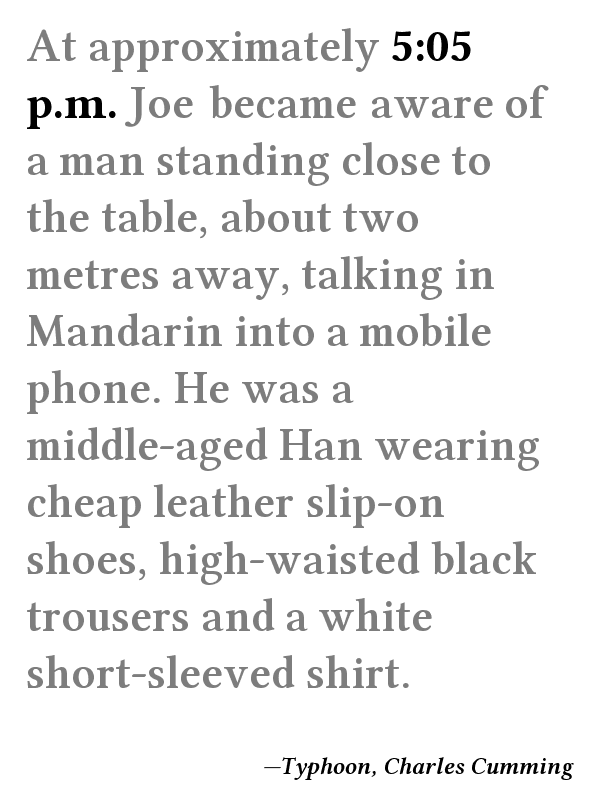 At approximately 5:05
p.m. Joe became aware of
a man standing close to
the table, about two
metres away, talking in
Mandarin into a mobile
phone. He was a
middle-aged Han wearing
cheap leather slip-on
shoes, high-waisted black
trousers and a white
short-sleeved shirt.
—Typhoon, Charles Cumming